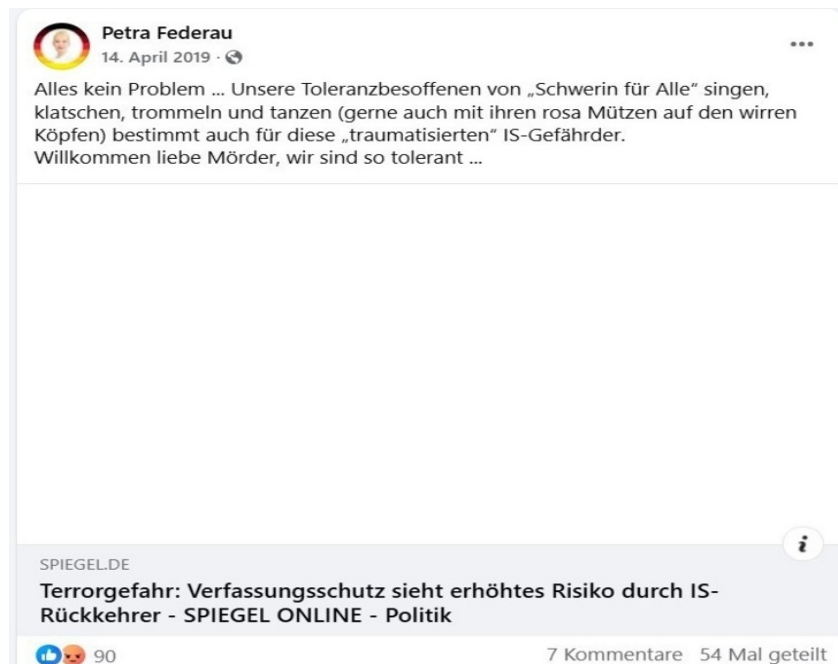 Petra Federau
14. April 2019 ·
Alles kein Problem ... Unsere Toleranzbesoffenen von „Schwerin für Alle“ singen,
klatschen, trommeln und tanzen (gerne auch mit ihren rosa Mützen auf den wirren
Köpfen) bestimmt auch für diese „traumatisierten“ IS-Gefährder.
Willkommen liebe Mörder, wir sind so tolerant ...
SPIEGEL.DE
Terrorgefahr: Verfassungsschutz sieht erhöhtes Risiko durch IS-
Rückkehrer - SPIEGEL ONLINE - Politik
90 7 Kommentare 54 Mal geteilt